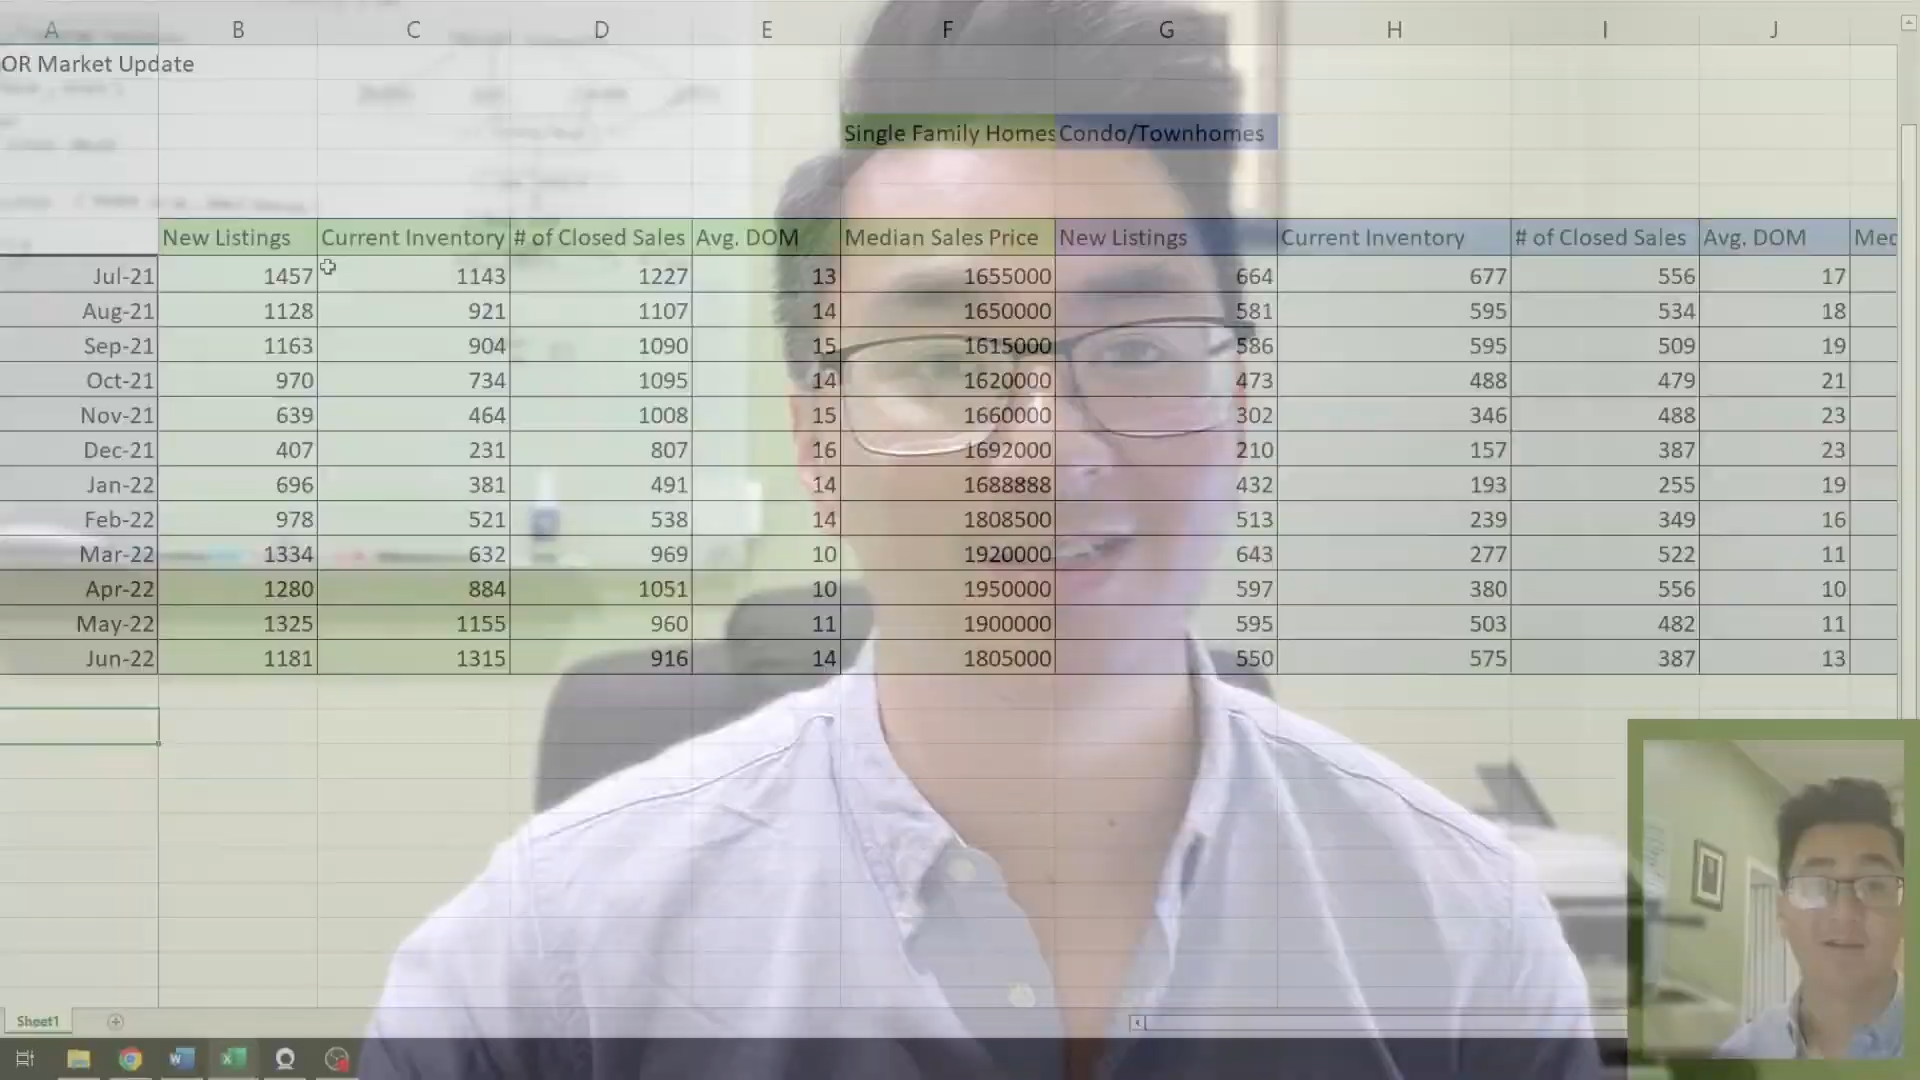 A B C D E F G H I J
OR Market Update
Single Family Homes Condo/Townhomes
New Listings Current Inventory # of Closed Sales Avg. DOM Median Sales Price New Listings Current Inventory # of Closed Sales Avg. DOM Med
Jul-21 1457 1143 1227 13 1655000 664 677 556 17
Aug-21 1128 921 1107 14 1650000 581 595 534 18
Sep-21 1163 904 1090 15 1615000 586 595 509 19
Oct-21 970 734 1095 14 1620000 473 488 479 21
Nov-21 639 464 1008 15 1660000 302 346 488 23
Dec-21 407 231 807 16 1692000 210 157 387 23
Jan-22 696 381 491 14 1688888 432 193 255 19
Feb-22 978 521 538 14 1808500 513 239 349 16
Mar-22 1334 632 969 10 1920000 643 277 522 11
Apr-22 1280 884 1051 10 1950000 597 380 556 10
May-22 1325 1155 960 11 1900000 595 503 482 11
Jun-22 1181 1315 916 14 1805000 550 575 387 13
Sheet1